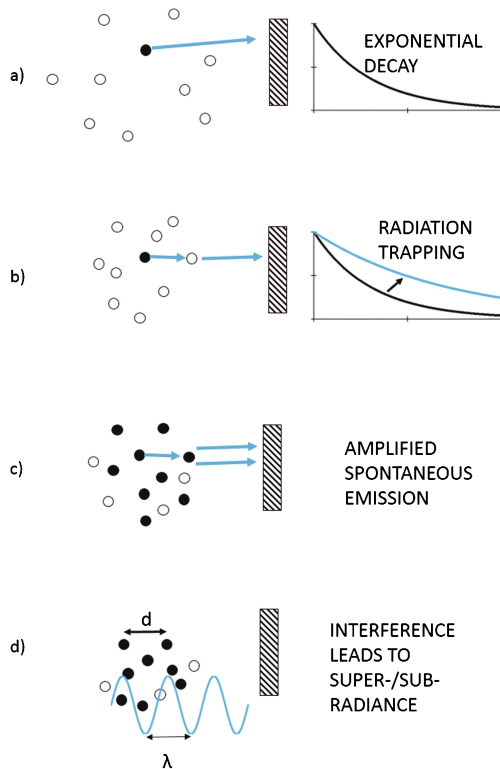 a)
EXPONENTIAL
DECAY
b)
RADIATION
TRAPPING
c)
AMPLIFIED
SPONTANEOUS
EMISSION
d)
d
λ
INTERFERENCE
LEADS TO
SUPER-/SUB-
RADIANCE